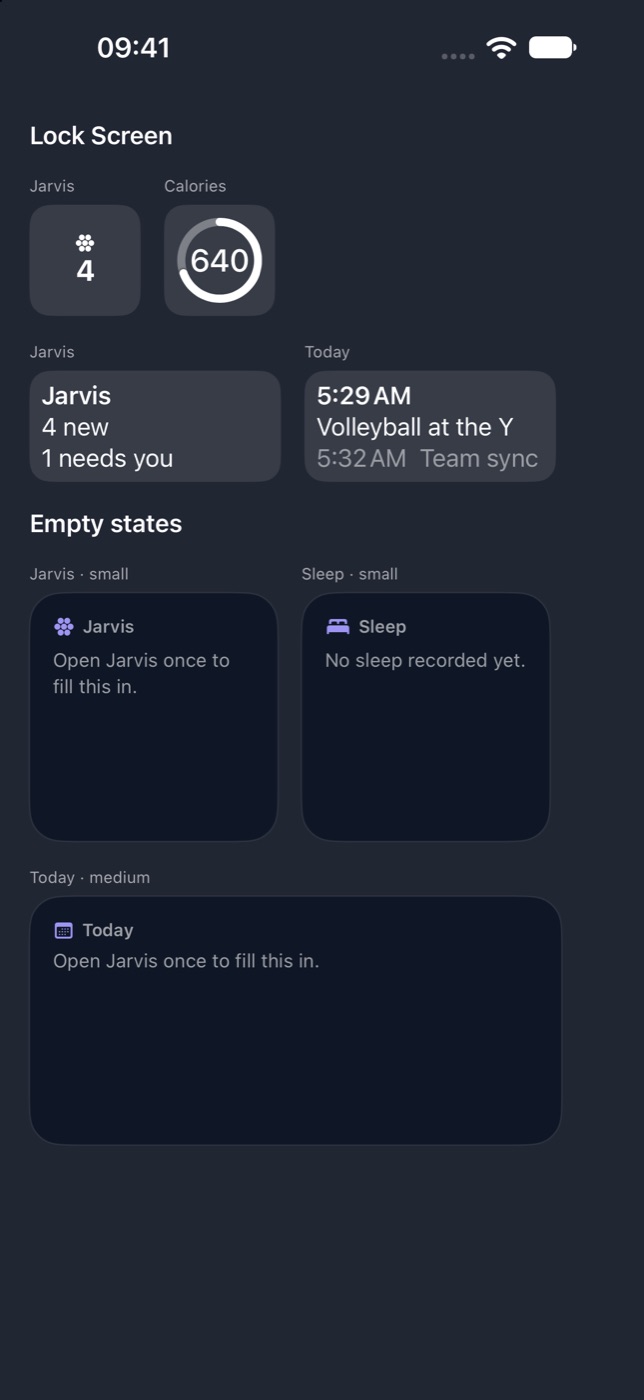 09:41
Lock Screen
Jarvis
Calories
4
640
Jarvis
Today
Jarvis
4 new
1 needs you
5:29 AM
Volleyball at the Y
5:32 AM Team sync
Empty states
Jarvis · small
Sleep · small
Jarvis
Open Jarvis once to
fill this in.
Sleep
No sleep recorded yet.
Today · medium
Today
Open Jarvis once to fill this in.